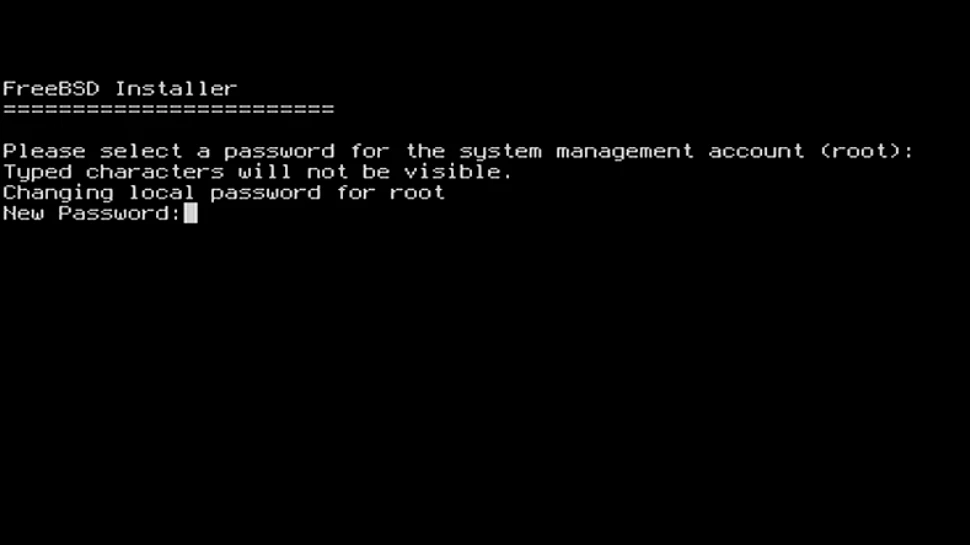 FreeBSD Installer
========================
Please select a password for the system management account (root):
Typed characters will not be visible.
Changing local password for root
New Password: